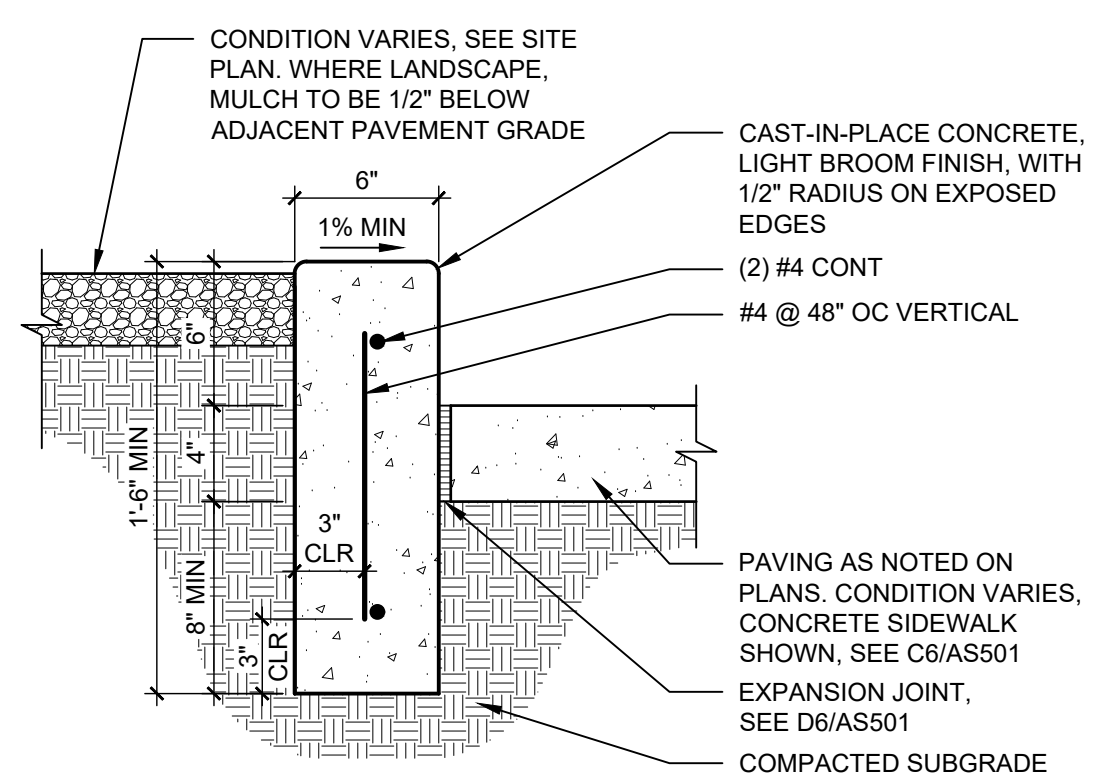 CONDITION VARIES, SEE SITE
PLAN. WHERE LANDSCAPE,
MULCH TO BE 1/2" BELOW
ADJACENT PAVEMENT GRADE
CAST-IN-PLACE CONCRETE,
LIGHT BROOM FINISH, WITH
1/2" RADIUS ON EXPOSED
EDGES
6"
1% MIN
(2) #4 CONT
#4 @ 48" OC VERTICAL
6"
4"
1'-6" MIN
8" MIN
3"
CLR
3"
CLR
PAVING AS NOTED ON
PLANS. CONDITION VARIES,
CONCRETE SIDEWALK
SHOWN, SEE C6/AS501
EXPANSION JOINT,
SEE D6/AS501
COMPACTED SUBGRADE